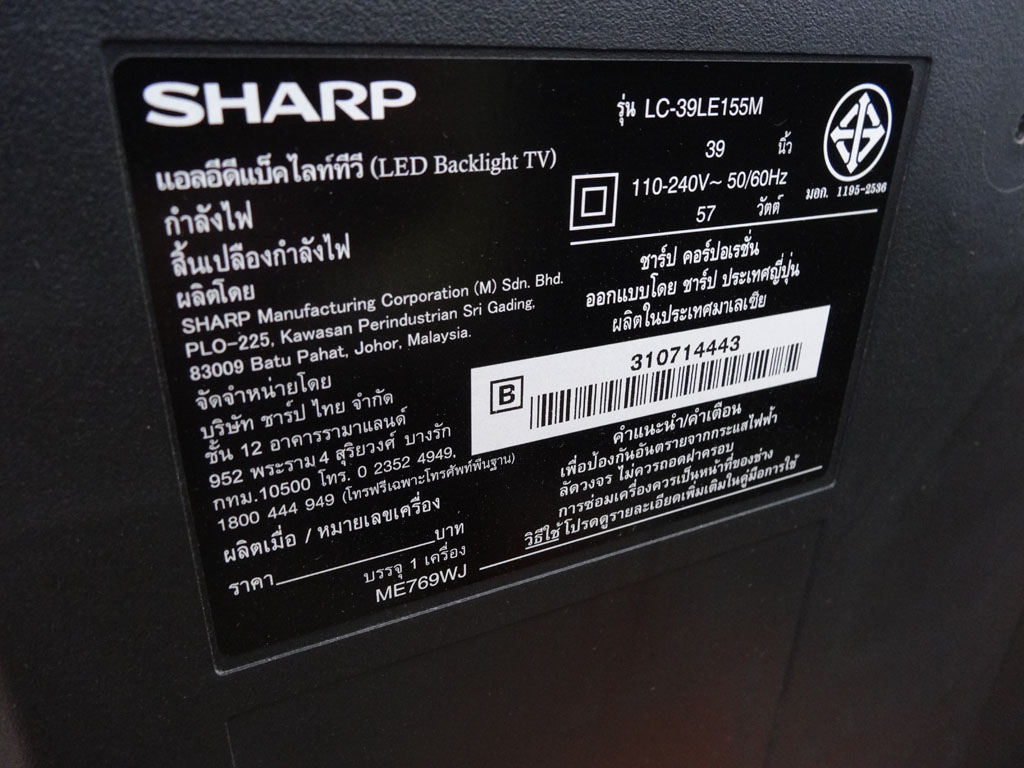 SHARP
แอลอีดีแบ็คไลท์ทีวี (LED Backlight TV)
กำลังไฟ
สิ้นเปลืองกำลังไฟ
ผลิตโดย
SHARP Manufacturing Corporation (M) Sdn. Bhd.
PLO-225, Kawasan Perindustrian Sri Gading,
83009 Batu Pahat, Johor, Malaysia.
จัดจำหน่ายโดย
บริษัท ชาร์ป ไทย จำกัด
ชั้น 12 อาคารรามาแลนด์
952 พระราม 4 สุริยวงศ์ บางรัก
กทม.10500 โทร. 0 2352 4949,
1800 444 949 (โทรฟรีเฉพาะโทรศัพท์พื้นฐาน)
ผลิตเมื่อ / หมายเลขเครื่อง
ราคา บาท
บรรจุ 1 เครื่อง
ME769WJ
รุ่น LC-39LE155M
39 นิ้ว
110-240V~ 50/60Hz
57 วัตต์
มอก. 1195-2536
ชาร์ป คอร์ปอเรชั่น
ออกแบบโดย ชาร์ป ประเทศญี่ปุ่น
ผลิตในประเทศมาเลเซีย
B 310714443
คำแนะนำ/คำเตือน
เพื่อป้องกันอันตรายจากกระแสไฟฟ้า
ลัดวงจร ไม่ควรถอดฝาครอบ
การซ่อมเครื่องควรเป็นหน้าที่ของช่าง
วิธีใช้ โปรดดูรายละเอียดเพิ่มเติมในคู่มือการใช้